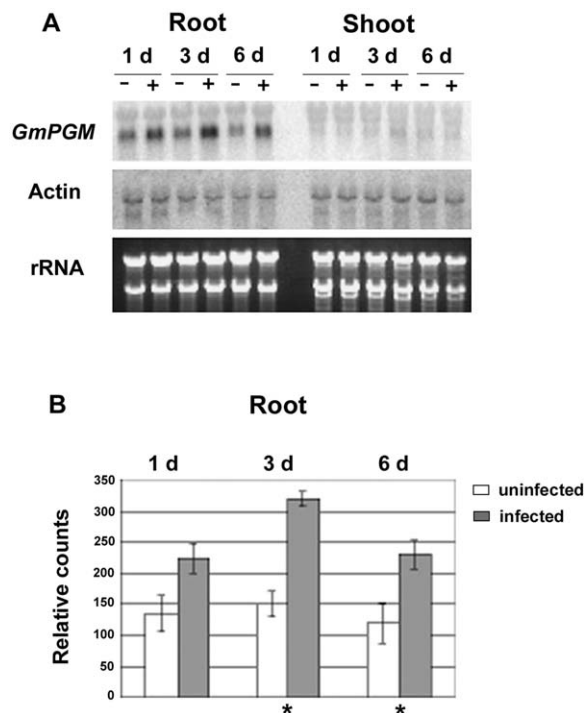 A Root Shoot
1 d 3 d 6 d 1 d 3 d 6 d
− + − + − + − + − + − +
GmPGM
Actin
rRNA
B Root
1 d 3 d 6 d
350
300
250
200
150
100
50
0
Relative counts
* *
uninfected
infected